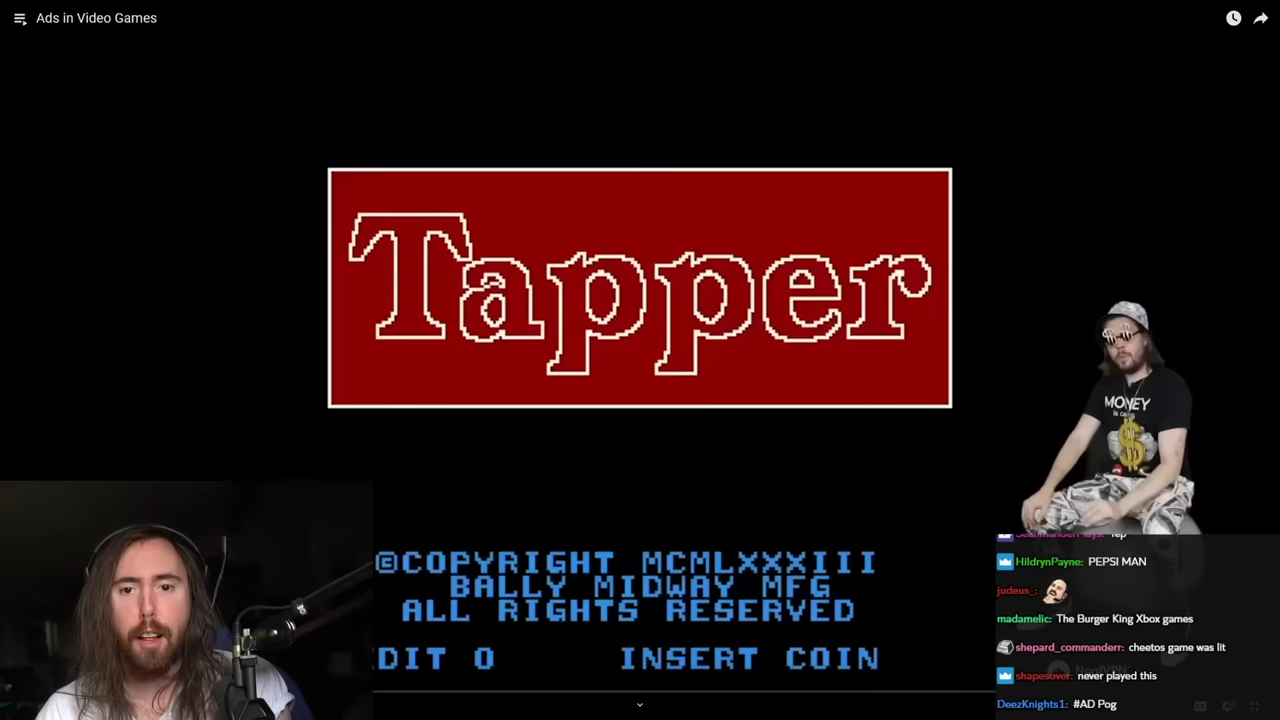 Ads in Video Games
Tapper
©COPYRIGHT MCMLXXXIII
BALLY MIDWAY MFG
ALL RIGHTS RESERVED
DIT 0 INSERT COIN
MONEY
HildrynPayne: PEPSI MAN
judeus_:
madamelic: The Burger King Xbox games
shepard_commanderr: cheetos game was lit
NordVPN
shapesover: never played this
DeezKnights1: #AD Pog